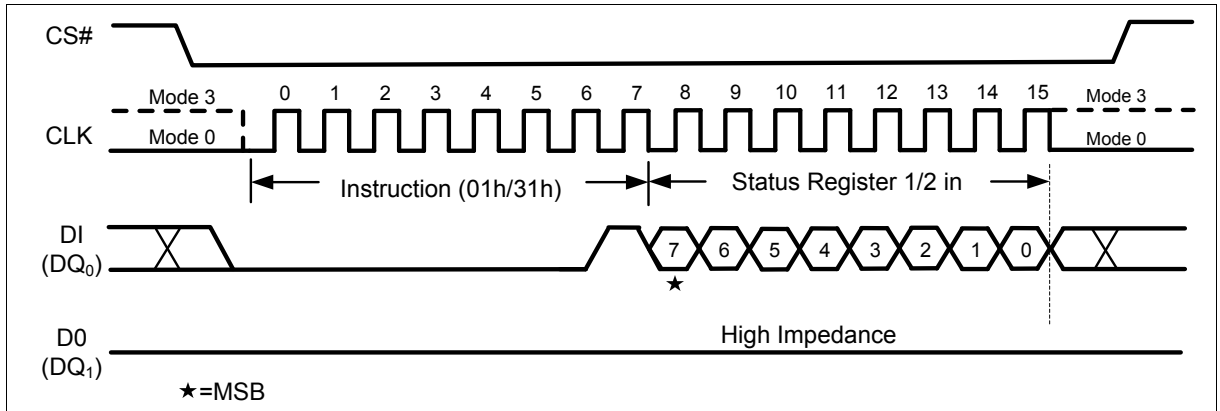 CS#
Mode 3 0 1 2 3 4 5 6 7 8 9 10 11 12 13 14 15 Mode 3
CLK Mode 0 Mode 0
Instruction (01h/31h) Status Register 1/2 in
DI
(DQ₀) 7 6 5 4 3 2 1 0
★
D0 High Impedance
(DQ₁)
★=MSB